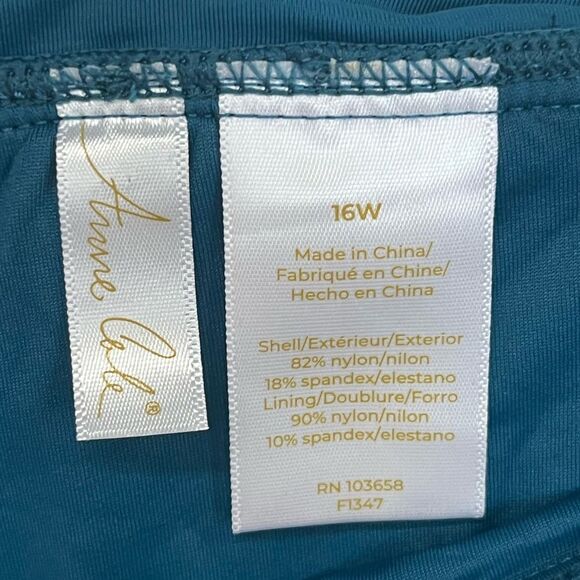 Anne Cole®
16W
Made in China/
Fabriqué en Chine/
Hecho en China
Shell/Extérieur/Exterior
82% nylon/nilon
18% spandex/elestano
Lining/Doublure/Forro
90% nylon/nilon
10% spandex/elestano
RN 103658
F1347